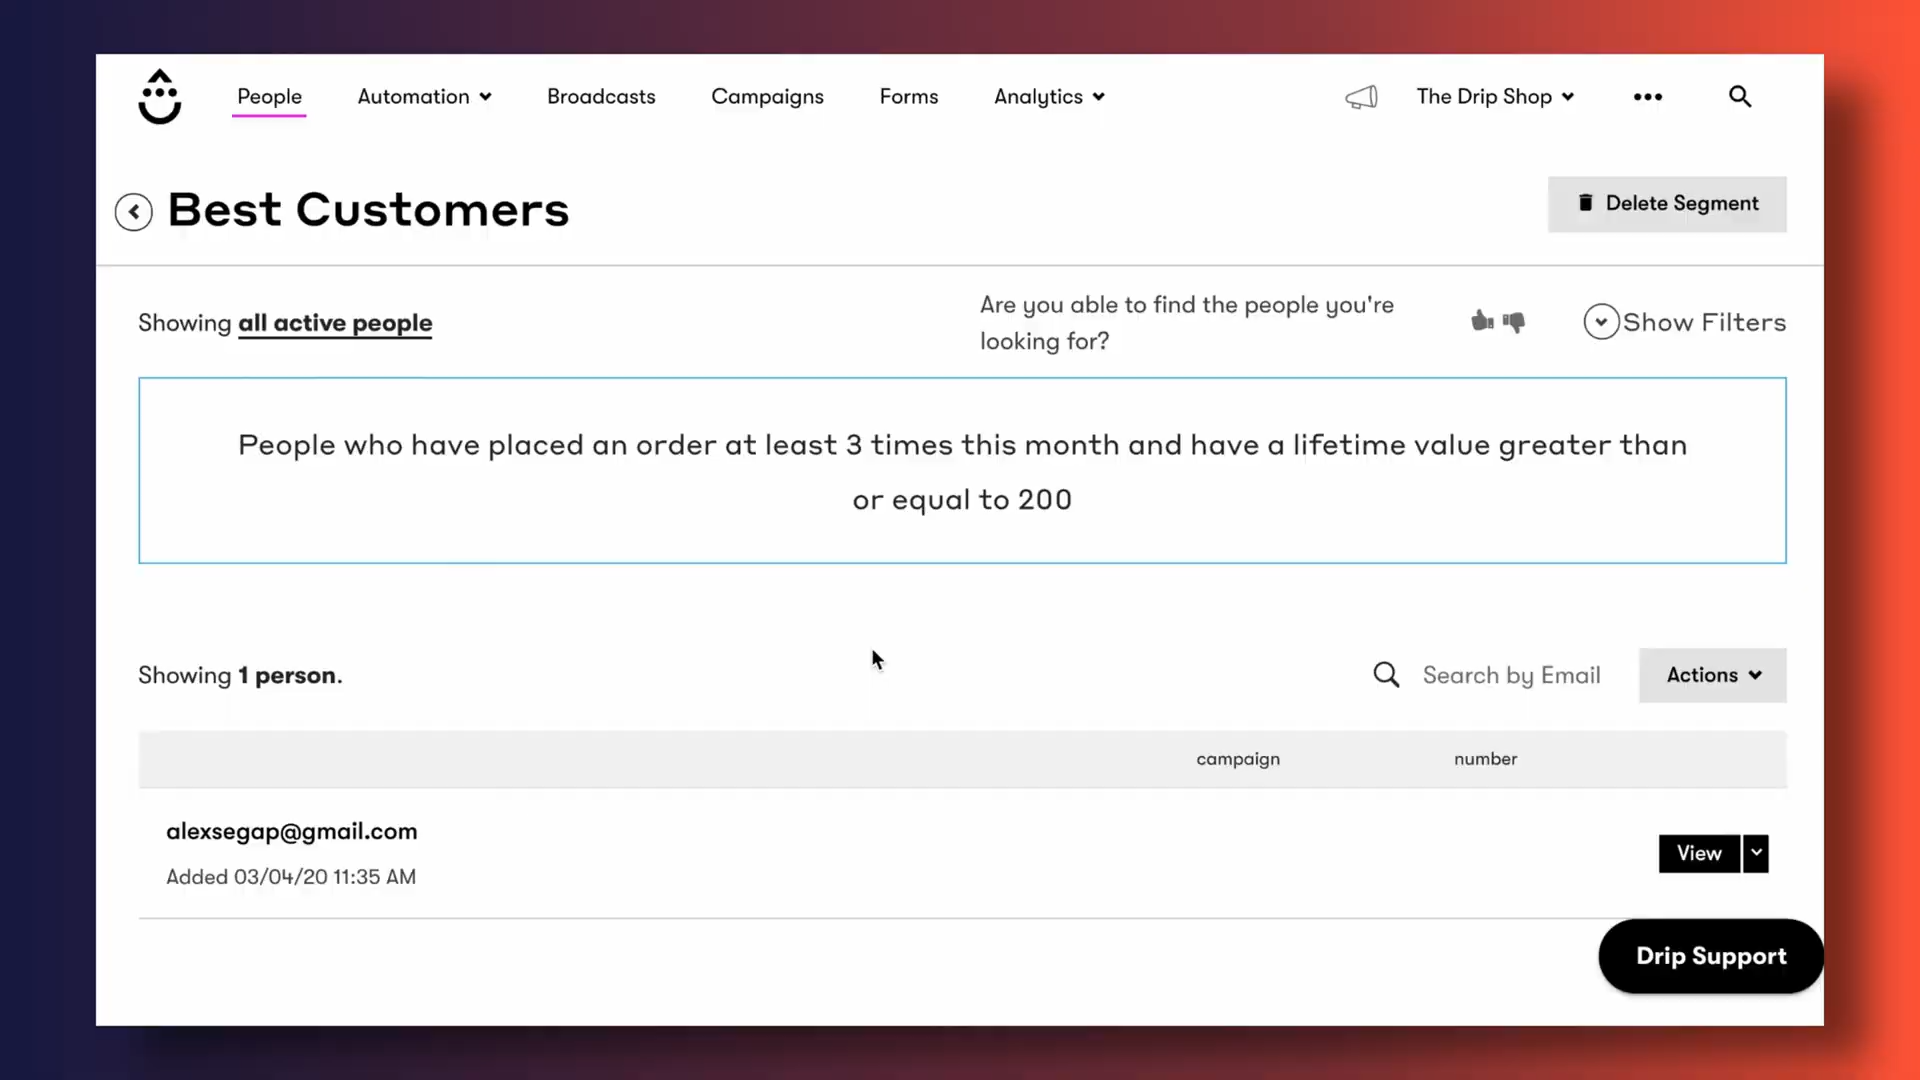 People Automation Broadcasts Campaigns Forms Analytics The Drip Shop
Best Customers
Delete Segment
Showing all active people
Are you able to find the people you're
looking for?
Show Filters
People who have placed an order at least 3 times this month and have a lifetime value greater than
or equal to 200
Showing 1 person.
Search by Email
Actions
campaign number
alexsegap@gmail.com
Added 03/04/20 11:35 AM
View
Drip Support